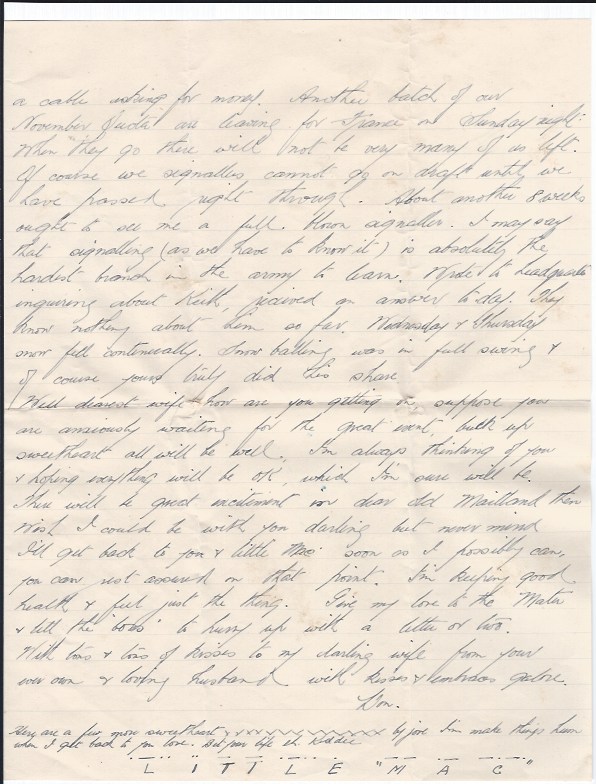 a cable asking for money. Another batch of our
November Quota are leaving for France on Sunday night.
When they go there will not be very many of us left.
Of course we signallers cannot go on draft until we
have passed right through. About another 8 weeks
ought to see me a full blown signaller. I may say
that signalling (as we have to know it) is absolutely the
hardest branch in the army to learn. Wrote to headquarters
enquiring about Keith, received an answer to-day. They
know nothing about him so far. Wednesday & Thursday
snow fell continually. Snow balling was in full swing &
of course yours truly did his share
Well dearest wife how are you getting on, suppose you
are anxiously waiting for the great event, buck up
sweetheart all will be well. I'm always thinking of you
& hoping everything will be OK, which I'm sure will be.
There will be great excitement in dear old Maitland then
Wish I could be with you darling but never mind
I'll get back to you & little Mac soon as I possibly can,
you can rest assured on that point. I'm keeping good
health & feel just the thing. Give my love to the Mater
& tell the "boss" to hurry up with a letter or two.
With tons & tons of kisses to my darling wife from your
ever own & loving husband with kisses & embraces galore.
Don.
Here are a few more sweetheart xxxxxxxxxxxxxxx by jove I'm make things hum
when I get back to you love. life eh Kiddie
"L I T T L E "M A C"